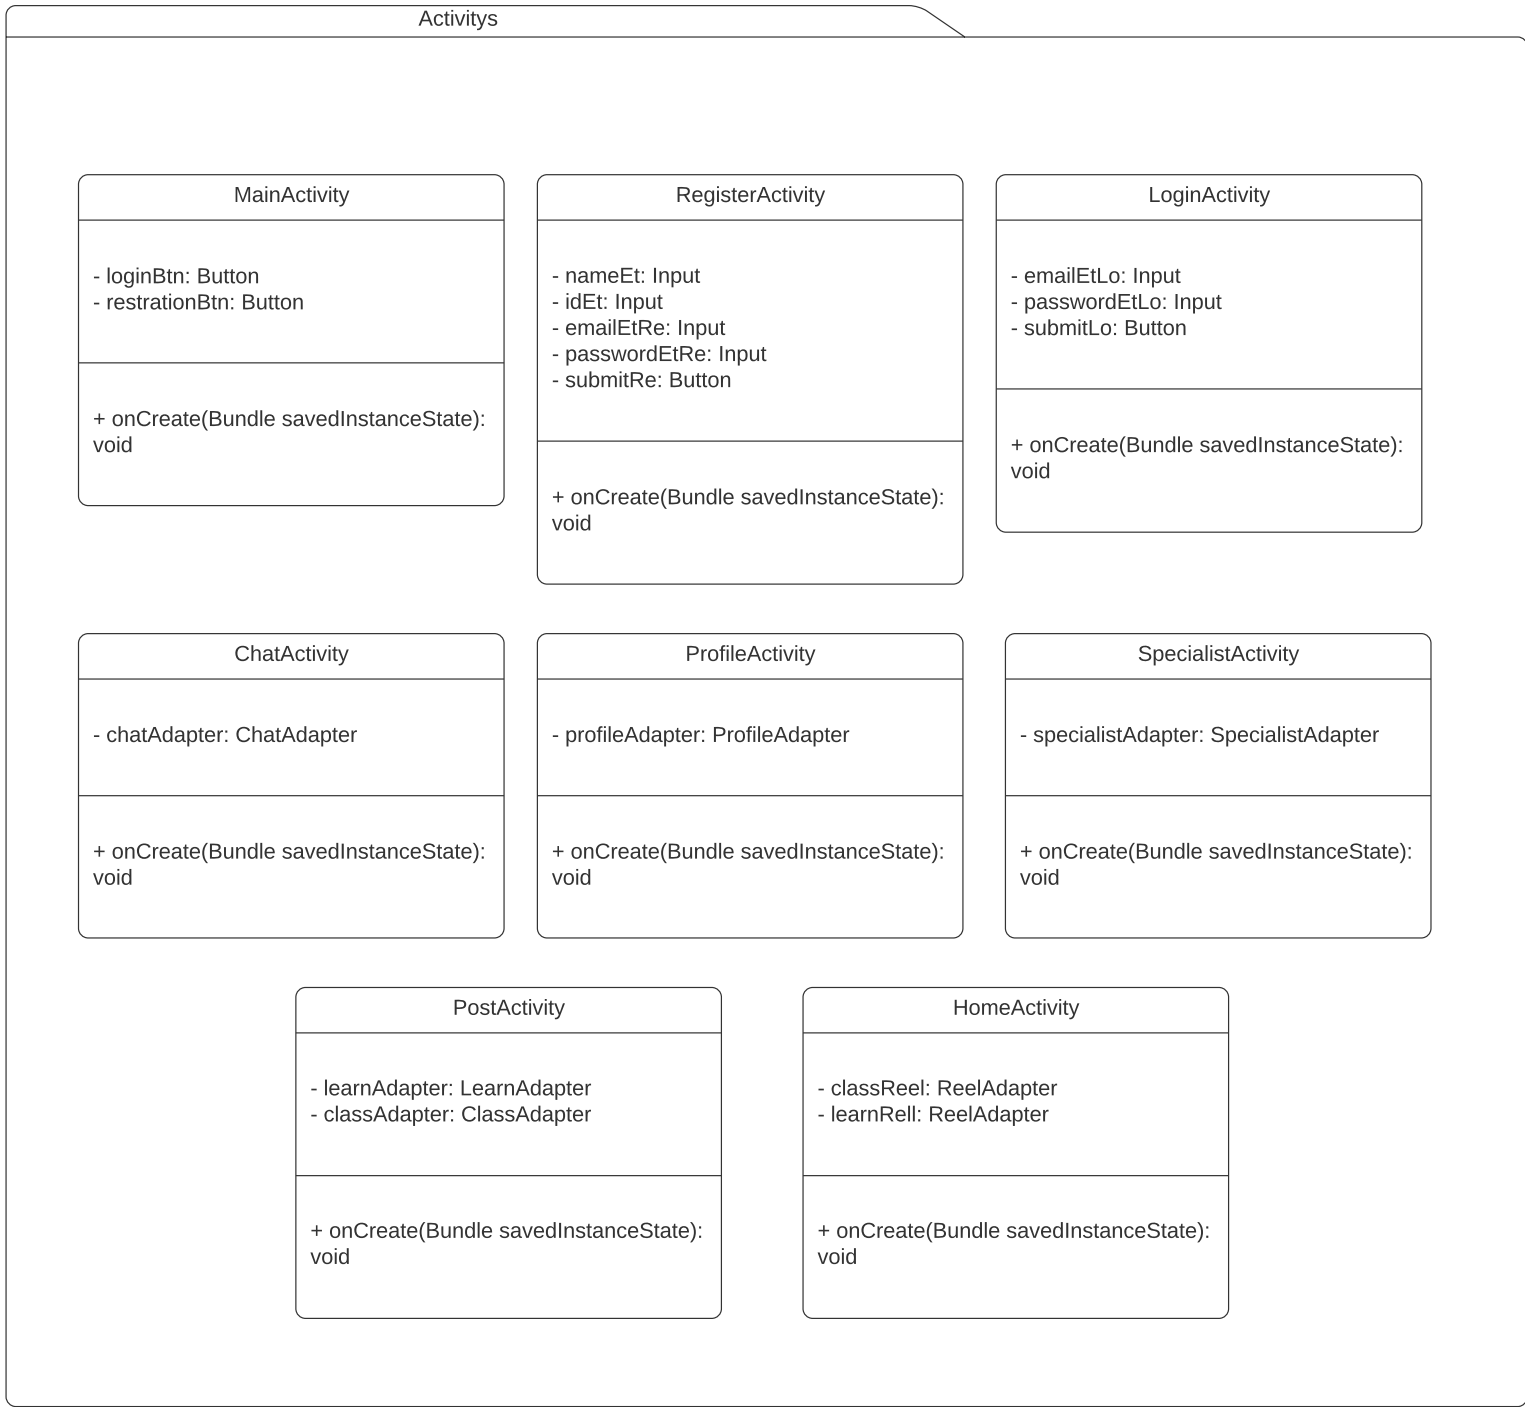 Activitys
MainActivity
- loginBtn: Button
- restrationBtn: Button
+ onCreate(Bundle savedInstanceState):
void
RegisterActivity
- nameEt: Input
- idEt: Input
- emailEtRe: Input
- passwordEtRe: Input
- submitRe: Button
+ onCreate(Bundle savedInstanceState):
void
LoginActivity
- emailEtLo: Input
- passwordEtLo: Input
- submitLo: Button
+ onCreate(Bundle savedInstanceState):
void
ChatActivity
- chatAdapter: ChatAdapter
+ onCreate(Bundle savedInstanceState):
void
ProfileActivity
- profileAdapter: ProfileAdapter
+ onCreate(Bundle savedInstanceState):
void
SpecialistActivity
- specialistAdapter: SpecialistAdapter
+ onCreate(Bundle savedInstanceState):
void
PostActivity
- learnAdapter: LearnAdapter
- classAdapter: ClassAdapter
+ onCreate(Bundle savedInstanceState):
void
HomeActivity
- classReel: ReelAdapter
- learnRell: ReelAdapter
+ onCreate(Bundle savedInstanceState):
void